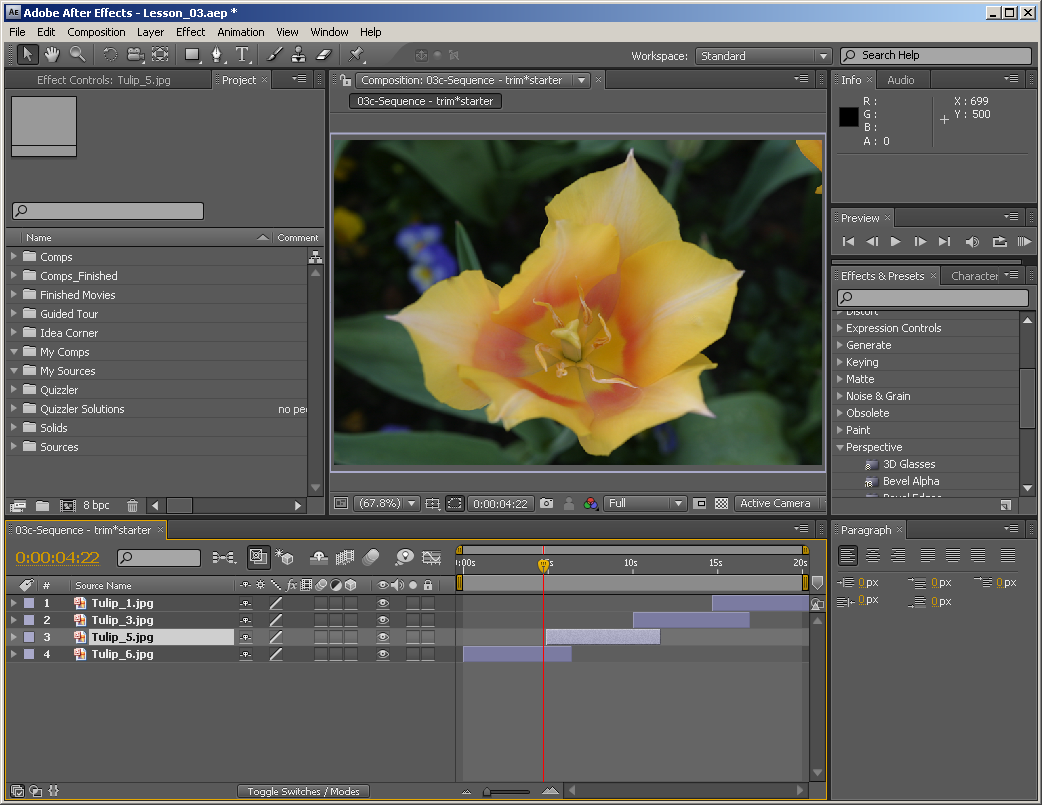 Adobe After Effects - Lesson_03.aep *
File Edit Composition Layer Effect Animation View Window Help
Workspace: Standard Search Help
Effect Controls: Tulip_5.jpg Project
Composition: 03c-Sequence - trim*starter
Info Audio
03c-Sequence - trim*starter
R : X : 699
G : Y : 500
B :
A : 0
Preview
Name Comment
Comps
Comps_Finished
Finished Movies
Guided Tour
Idea Corner
My Comps
My Sources
Quizzler
Quizzler Solutions no pe
Solids
Sources
Effects & Presets Character
Distort
Expression Controls
Generate
Keying
Matte
Noise & Grain
Obsolete
Paint
Perspective
3D Glasses
Bevel Alpha
Bevel Edges
8 bpc
(67.8%) 0:00:04:22 Full Active Camera
03c-Sequence - trim*starter
Paragraph
0:00:04:22
:00s 5s 10s 15s 20s
# Source Name fx
1 Tulip_1.jpg
2 Tulip_3.jpg
3 Tulip_5.jpg
4 Tulip_6.jpg
0 px 0 px 0 px
0 px 0 px
Toggle Switches / Modes